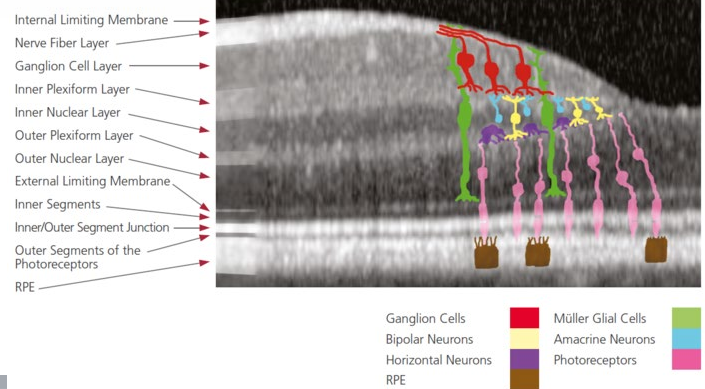 Internal Limiting Membrane
Nerve Fiber Layer
Ganglion Cell Layer
Inner Plexiform Layer
Inner Nuclear Layer
Outer Plexiform Layer
Outer Nuclear Layer
External Limiting Membrane
Inner Segments
Inner/Outer Segment Junction
Outer Segments of the
Photoreceptors
RPE
Ganglion Cells
Bipolar Neurons
Horizontal Neurons
RPE
Müller Glial Cells
Amacrine Neurons
Photoreceptors